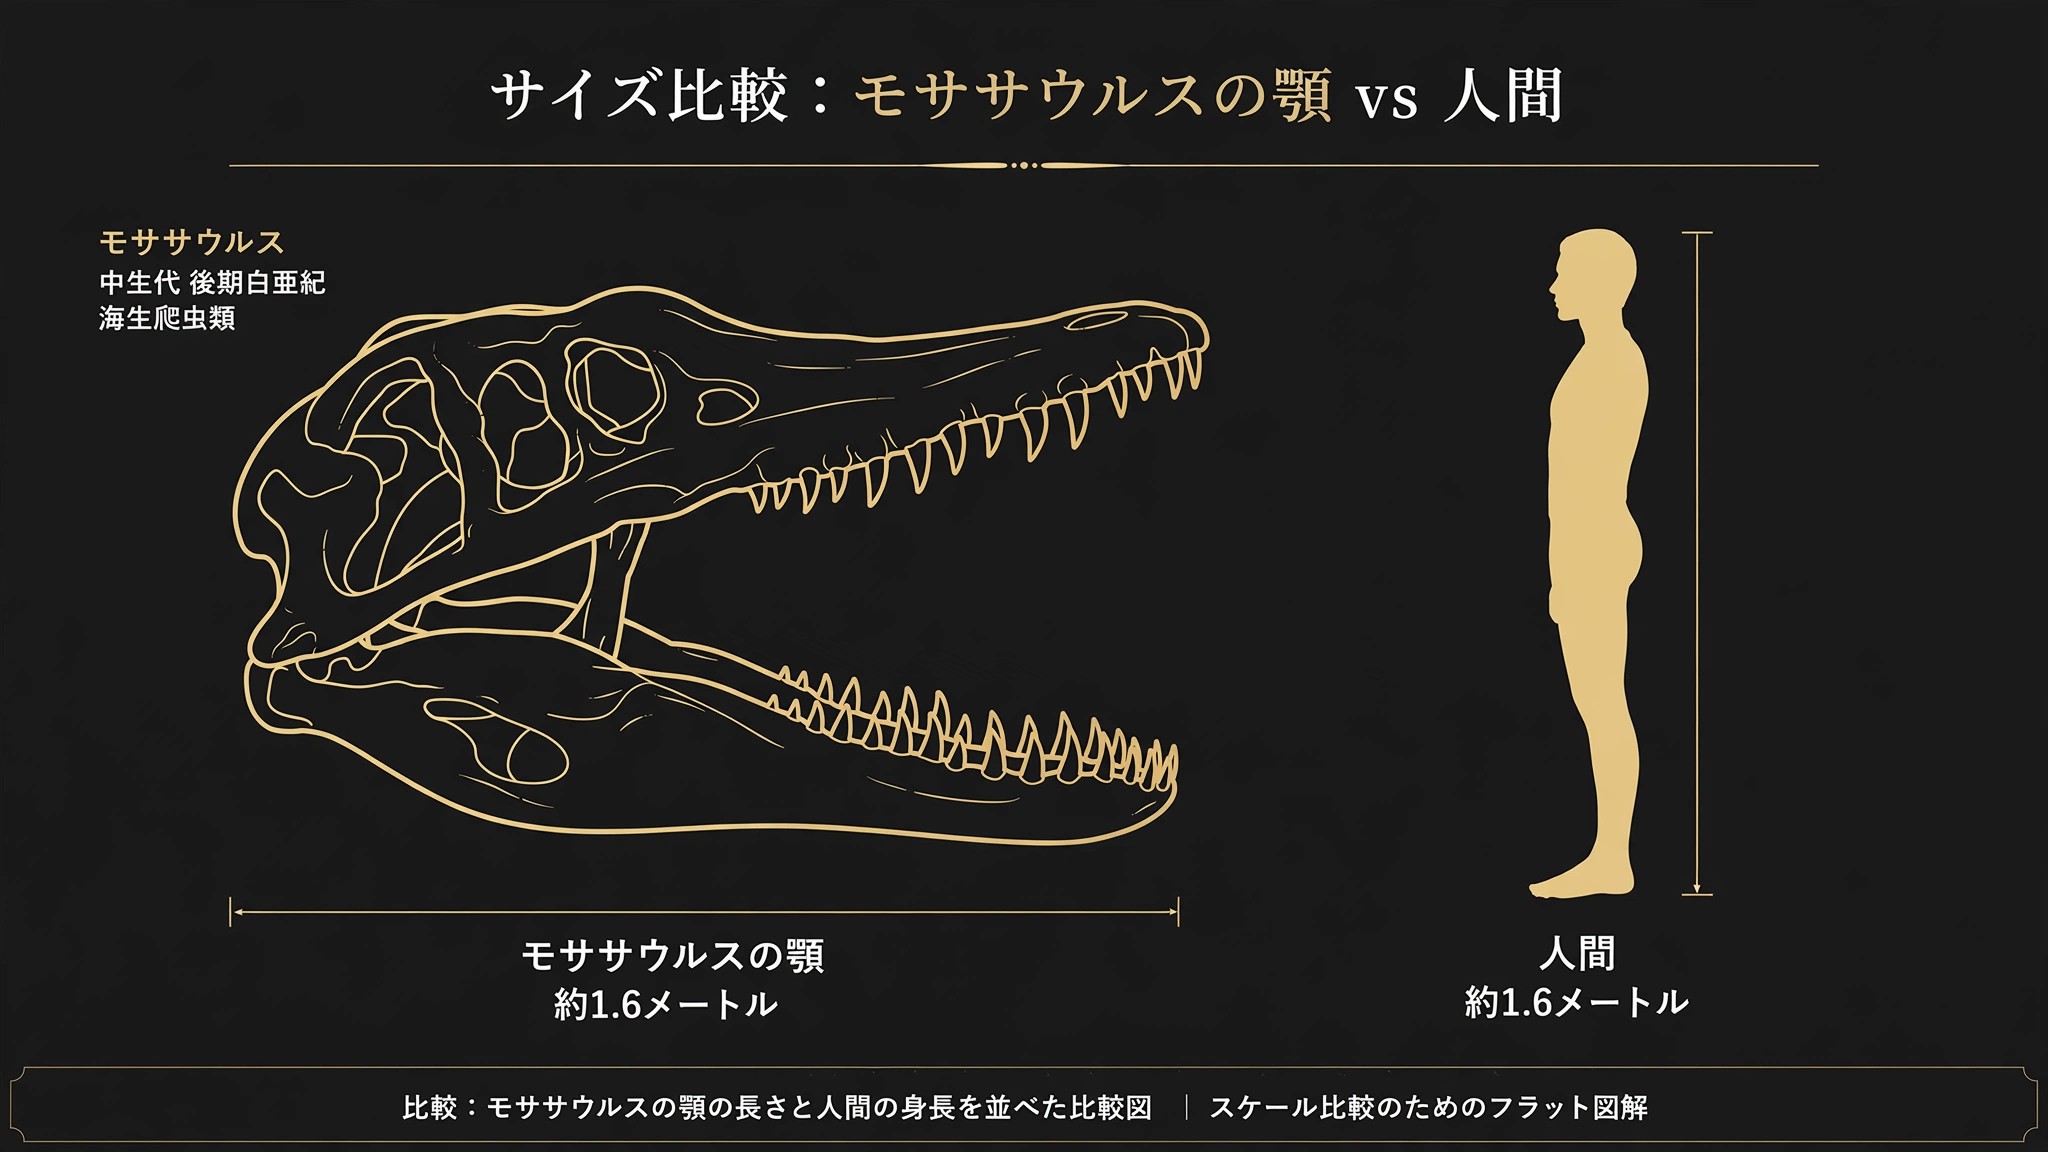 サイズ比較：モササウルスの顎 vs 人間
モササウルス
中生代 後期白亜紀
海生爬虫類
モササウルスの顎
約1.6メートル
人間
約1.6メートル
比較：モササウルスの顎の長さと人間の身長を並べた比較図 ｜ スケール比較のためのフラット図解